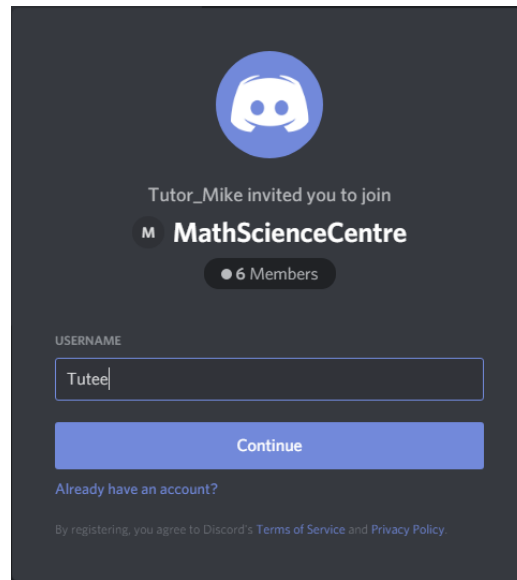 Tutor_Mike invited you to join
M MathScienceCentre
6 Members
USERNAME
Tutee
Continue
Already have an account?
By registering, you agree to Discord's Terms of Service and Privacy Policy.